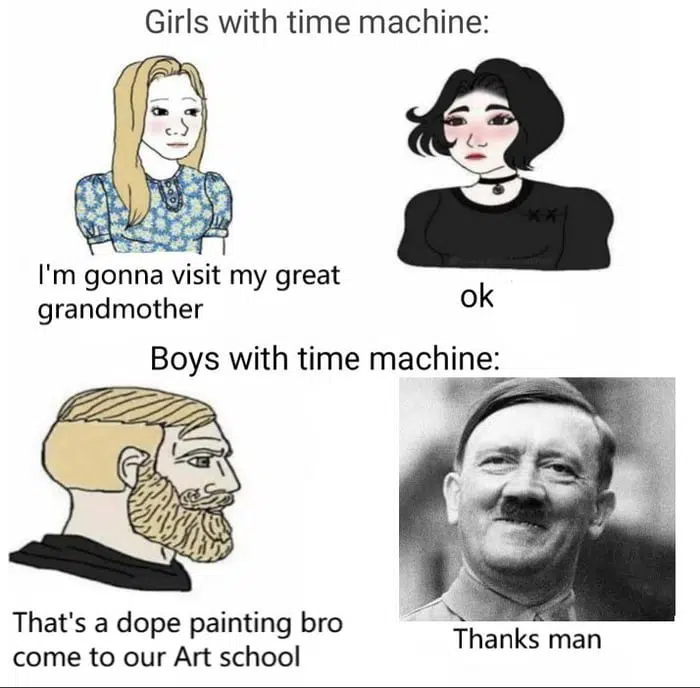 Girls with time machine:
I'm gonna visit my great
grandmother
ok
Boys with time machine:
That's a dope painting bro
come to our Art school
Thanks man